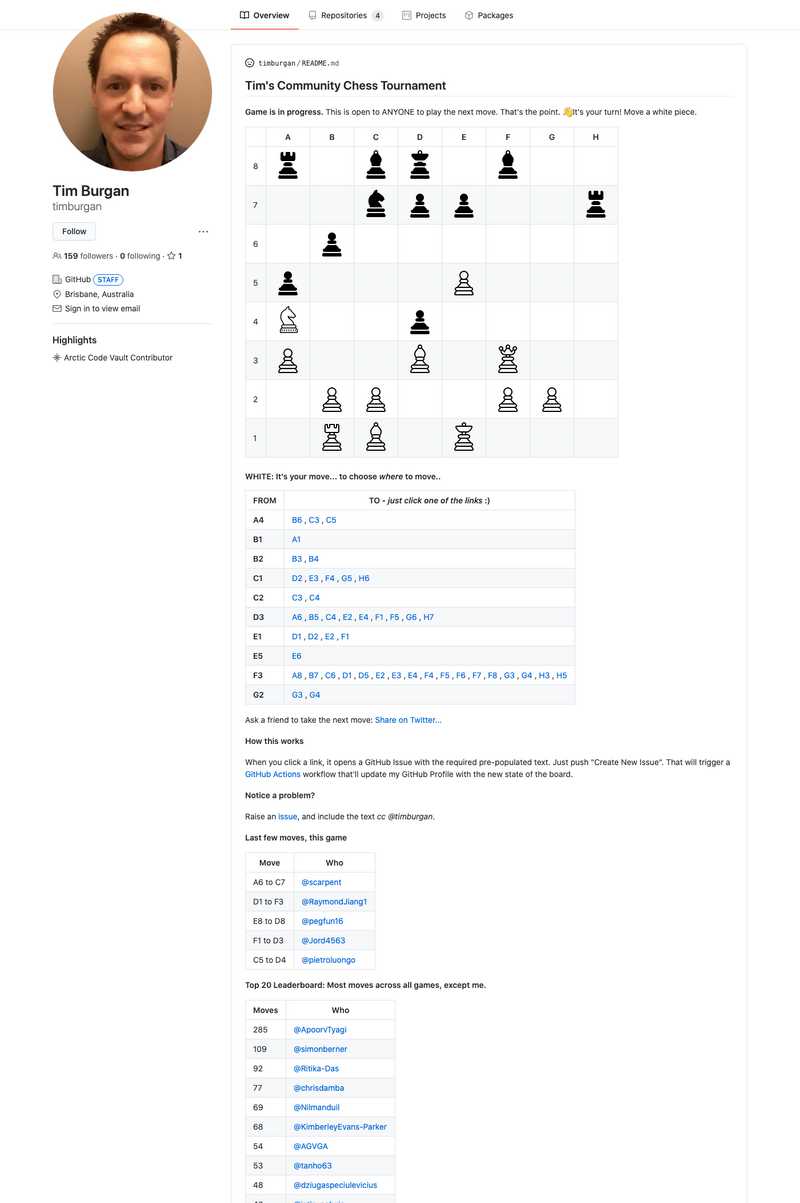 Overview Repositories 4 Projects Packages
timburgan/README.md
Tim's Community Chess Tournament
Game is in progress. This is open to ANYONE to play the next move. That's the point. 👋It's your turn! Move a white piece.
A B C D E F G H
8
7
6
5
4
3
2
1
Tim Burgan
timburgan
Follow
...
159 followers · 0 following · 1
GitHub STAFF
Brisbane, Australia
Sign in to view email
Highlights
Arctic Code Vault Contributor
WHITE: It's your move... to choose where to move..
FROM TO - just click one of the links :)
A4 B6 , C3 , C5
B1 A1
B2 B3 , B4
C1 D2 , E3 , F4 , G5 , H6
C2 C3 , C4
D3 A6 , B5 , C4 , E2 , E4 , F1 , F5 , G6 , H7
E1 D1 , D2 , E2 , F1
E5 E6
F3 A8 , B7 , C6 , D1 , D5 , E2 , E3 , E4 , F4 , F5 , F6 , F7 , F8 , G3 , G4 , H3 , H5
G2 G3 , G4
Ask a friend to take the next move: Share on Twitter...
How this works
When you click a link, it opens a GitHub Issue with the required pre-populated text. Just push "Create New Issue". That will trigger a
GitHub Actions workflow that'll update my GitHub Profile with the new state of the board.
Notice a problem?
Raise an issue, and include the text cc @timburgan.
Last few moves, this game
Move Who
A6 to C7 @scarpent
D1 to F3 @RaymondJiang1
E8 to D8 @pegfun16
F1 to D3 @Jord4563
C5 to D4 @pietroluongo
Top 20 Leaderboard: Most moves across all games, except me.
Moves Who
285 @ApoorvTyagi
109 @simonberner
92 @Ritika-Das
77 @chrisdamba
69 @Nilmanduil
68 @KimberleyEvans-Parker
54 @AGVGA
53 @tanho63
48 @dziugaspeciulevicius